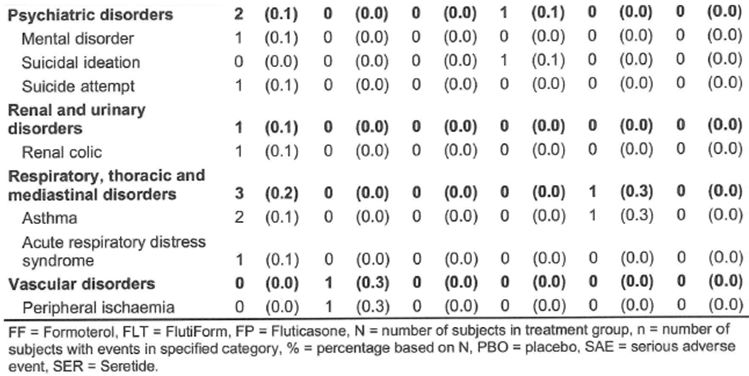 Psychiatric disorders 2 (0.1) 0 (0.0) 0 (0.0) 1 (0.1) 0 (0.0) 0 (0.0)
Mental disorder 1 (0.1) 0 (0.0) 0 (0.0) 0 (0.0) 0 (0.0) 0 (0.0)
Suicidal ideation 0 (0.0) 0 (0.0) 0 (0.0) 1 (0.1) 0 (0.0) 0 (0.0)
Suicide attempt 1 (0.1) 0 (0.0) 0 (0.0) 0 (0.0) 0 (0.0) 0 (0.0)
Renal and urinary
disorders 1 (0.1) 0 (0.0) 0 (0.0) 0 (0.0) 0 (0.0) 0 (0.0)
Renal colic 1 (0.1) 0 (0.0) 0 (0.0) 0 (0.0) 0 (0.0) 0 (0.0)
Respiratory, thoracic and
mediastinal disorders 3 (0.2) 0 (0.0) 0 (0.0) 0 (0.0) 1 (0.3) 0 (0.0)
Asthma 2 (0.1) 0 (0.0) 0 (0.0) 0 (0.0) 1 (0.3) 0 (0.0)
Acute respiratory distress
syndrome 1 (0.1) 0 (0.0) 0 (0.0) 0 (0.0) 0 (0.0) 0 (0.0)
Vascular disorders 0 (0.0) 1 (0.3) 0 (0.0) 0 (0.0) 0 (0.0) 0 (0.0)
Peripheral ischaemia 0 (0.0) 1 (0.3) 0 (0.0) 0 (0.0) 0 (0.0) 0 (0.0)
FF = Formoterol, FLT = FlutiForm, FP = Fluticasone, N = number of subjects in treatment group, n = number of
subjects with events in specified category, % = percentage based on N, PBO = placebo, SAE = serious adverse
event, SER = Seretide.